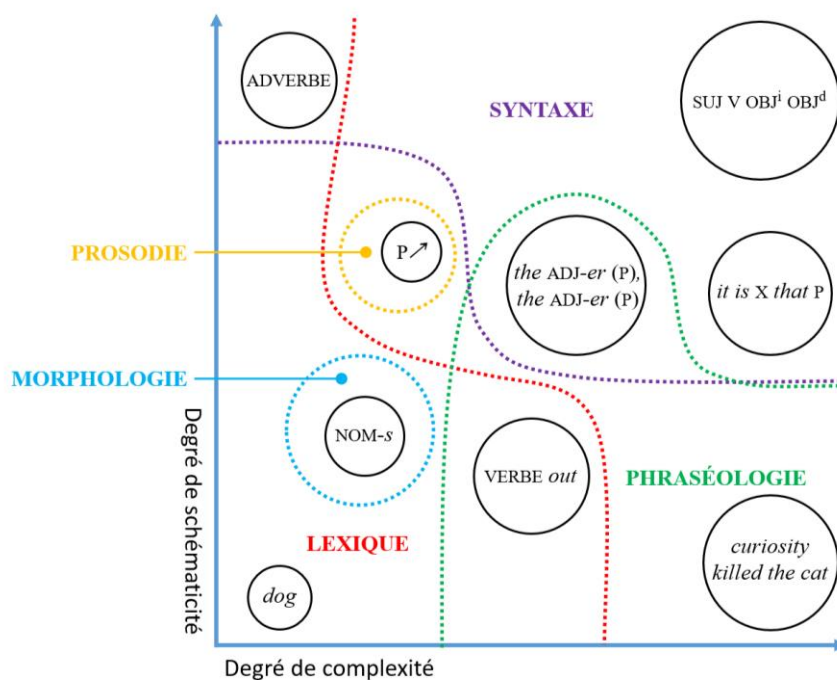 ADVERBE
SYNTAXE
SUJ V OBJⁱ OBJᵈ
PROSODIE
P↗
the ADJ-er (P),
the ADJ-er (P)
it is X that P
MORPHOLOGIE
NOM-s
VERBE out
PHRASÉOLOGIE
LEXIQUE
curiosity
killed the cat
dog
Degré de schématicité
Degré de complexité